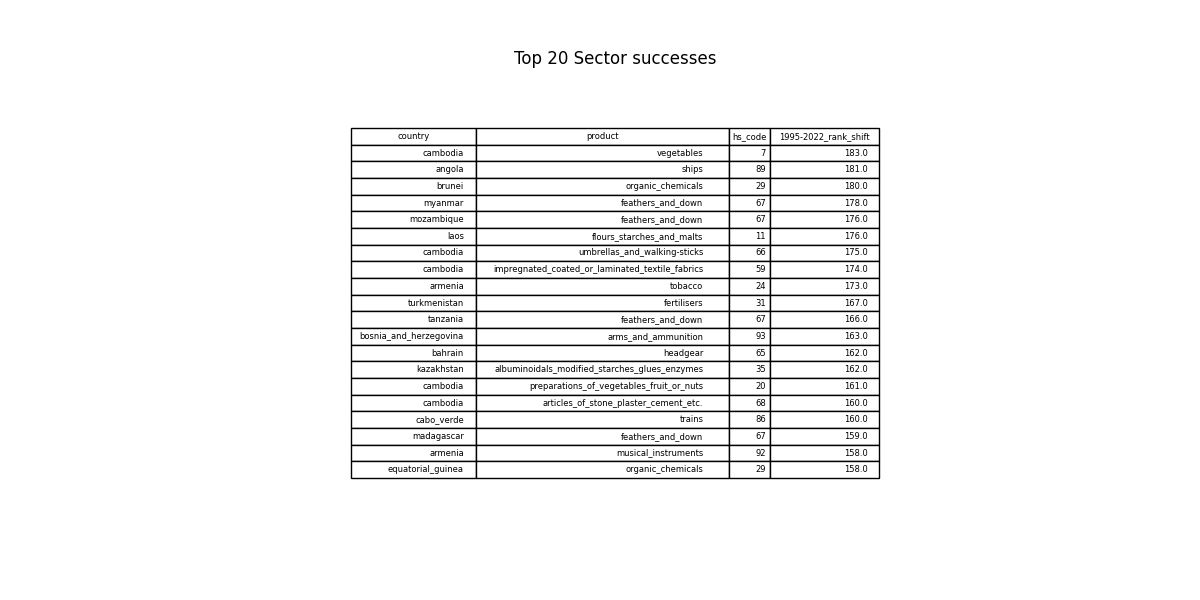 Top 20 Sector successes
country product hs_code 1995-2022_rank_shift
cambodia vegetables 7 183.0
angola ships 89 181.0
brunei organic_chemicals 29 180.0
myanmar feathers_and_down 67 178.0
mozambique feathers_and_down 67 176.0
laos flours_starches_and_malts 11 176.0
cambodia umbrellas_and_walking-sticks 66 175.0
cambodia impregnated_coated_or_laminated_textile_fabrics 59 174.0
armenia tobacco 24 173.0
turkmenistan fertilisers 31 167.0
tanzania feathers_and_down 67 166.0
bosnia_and_herzegovina arms_and_ammunition 93 163.0
bahrain headgear 65 162.0
kazakhstan albuminoidals_modified_starches_glues_enzymes 35 162.0
cambodia preparations_of_vegetables_fruit_or_nuts 20 161.0
cambodia articles_of_stone_plaster_cement_etc. 68 160.0
cabo_verde trains 86 160.0
madagascar feathers_and_down 67 159.0
armenia musical_instruments 92 158.0
equatorial_guinea organic_chemicals 29 158.0